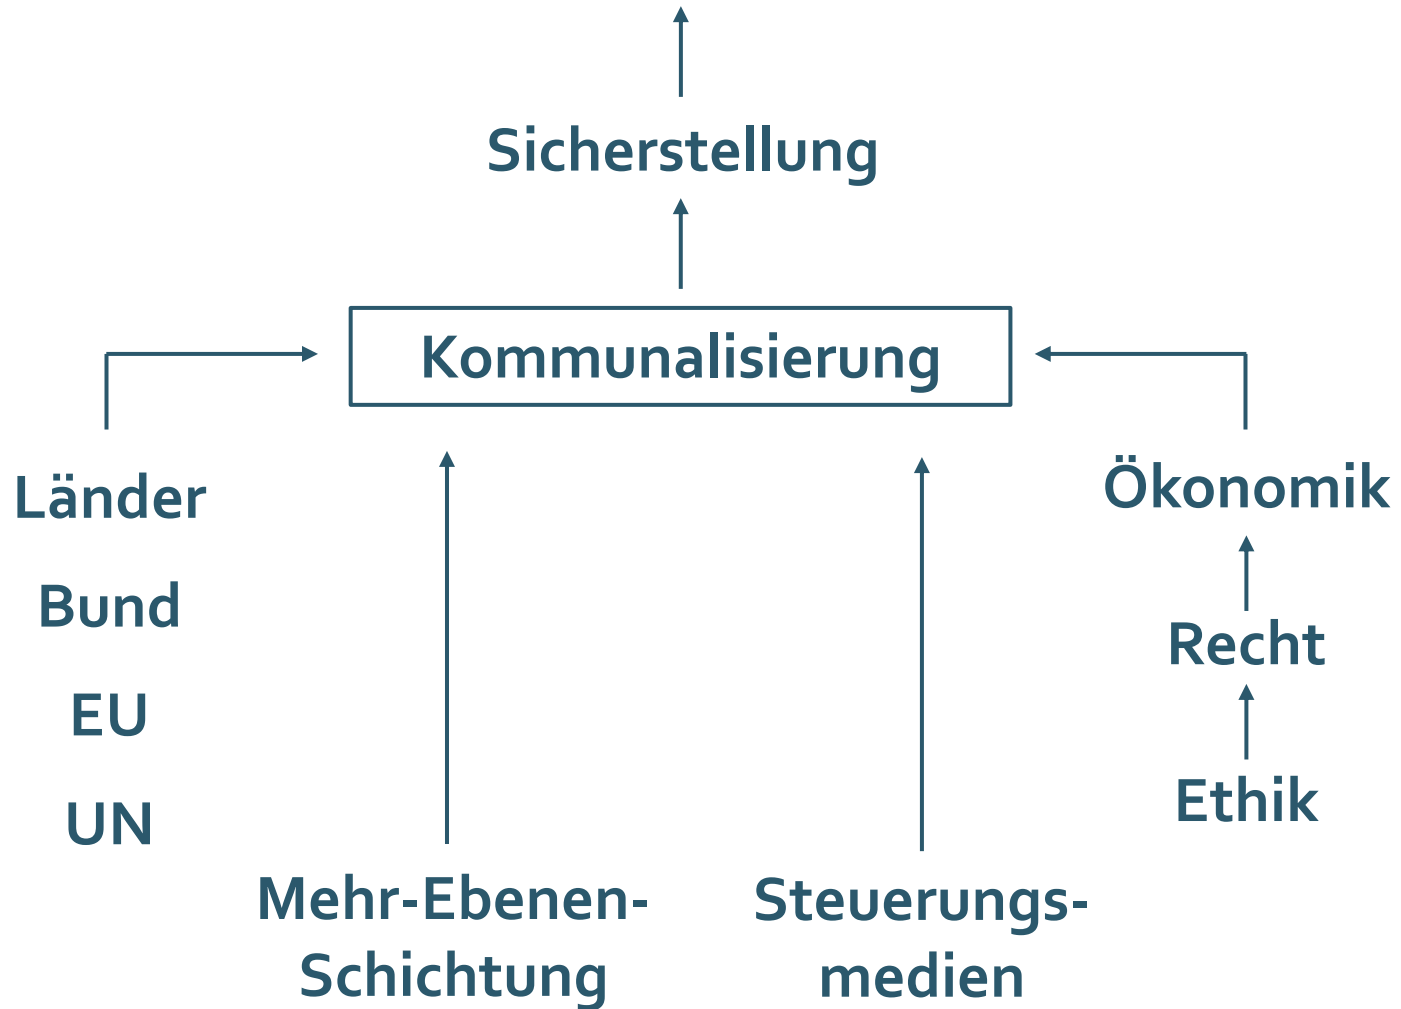 Sicherstellung
Kommunalisierung
Länder
Bund
EU
UN
Mehr-Ebenen-
Schichtung
Steuerungs-
medien
Ökonomik
Recht
Ethik